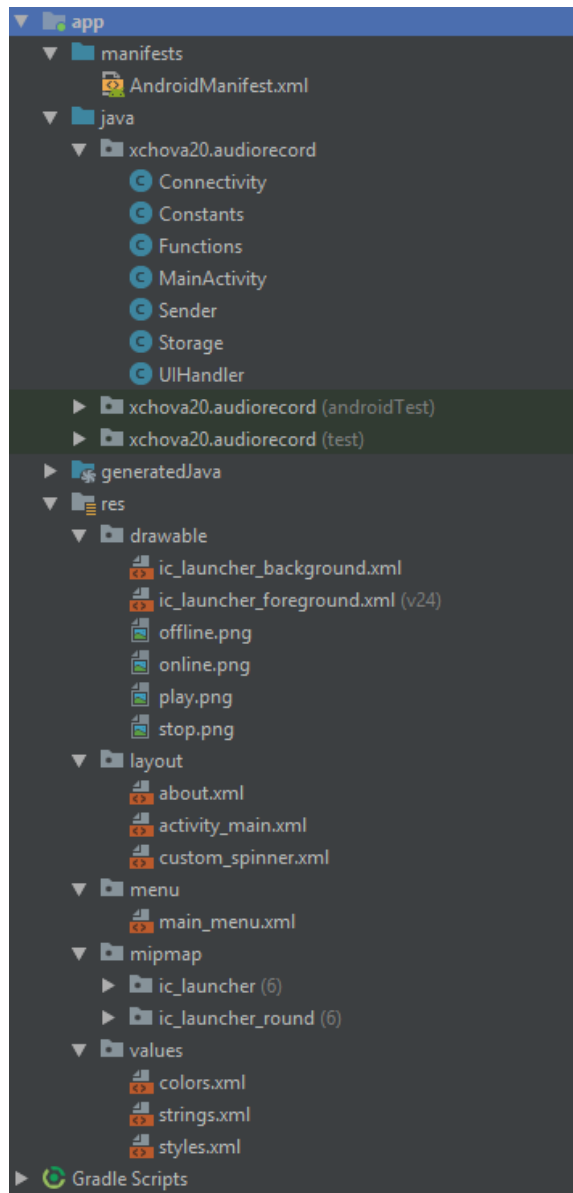 app
manifests
AndroidManifest.xml
java
xchova20.audiorecord
Connectivity
Constants
Functions
MainActivity
Sender
Storage
UIHandler
xchova20.audiorecord (androidTest)
xchova20.audiorecord (test)
generatedJava
res
drawable
ic_launcher_background.xml
ic_launcher_foreground.xml (v24)
offline.png
online.png
play.png
stop.png
layout
about.xml
activity_main.xml
custom_spinner.xml
menu
main_menu.xml
mipmap
ic_launcher (6)
ic_launcher_round (6)
values
colors.xml
strings.xml
styles.xml
Gradle Scripts